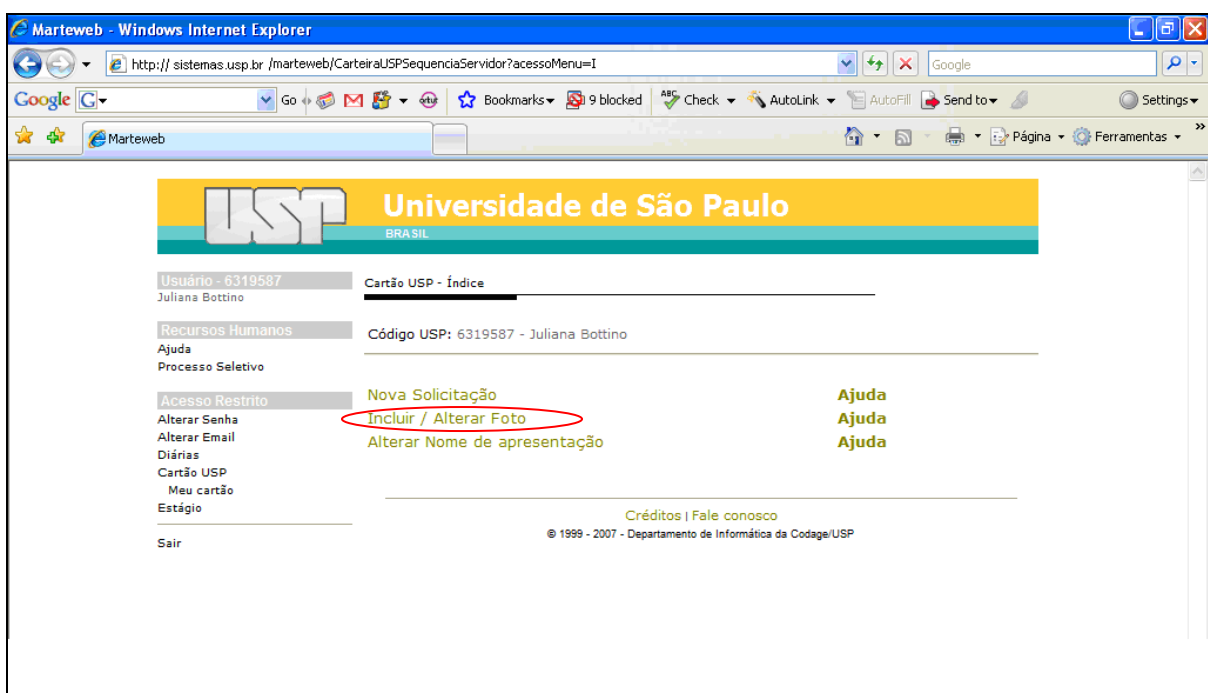 Marteweb - Windows Internet Explorer
http:// sistemas.usp.br /marteweb/CarteiraUSPSequenciaServidor?acessoMenu=I
Google
Google G Go Bookmarks 9 blocked ABC Check AutoLink AutoFill Send to Settings
Marteweb
Página Ferramentas »
USP
Universidade de São Paulo
BRASIL
Usuário - 6319587
Juliana Bottino
Recursos Humanos
Ajuda
Processo Seletivo
Acesso Restrito
Alterar Senha
Alterar Email
Diárias
Cartão USP
Meu cartão
Estágio
Sair
Cartão USP - Índice
Código USP: 6319587 - Juliana Bottino
Nova Solicitação Ajuda
Incluir / Alterar Foto Ajuda
Alterar Nome de apresentação Ajuda
Créditos | Fale conosco
© 1999 - 2007 - Departamento de Informática da Codage/USP